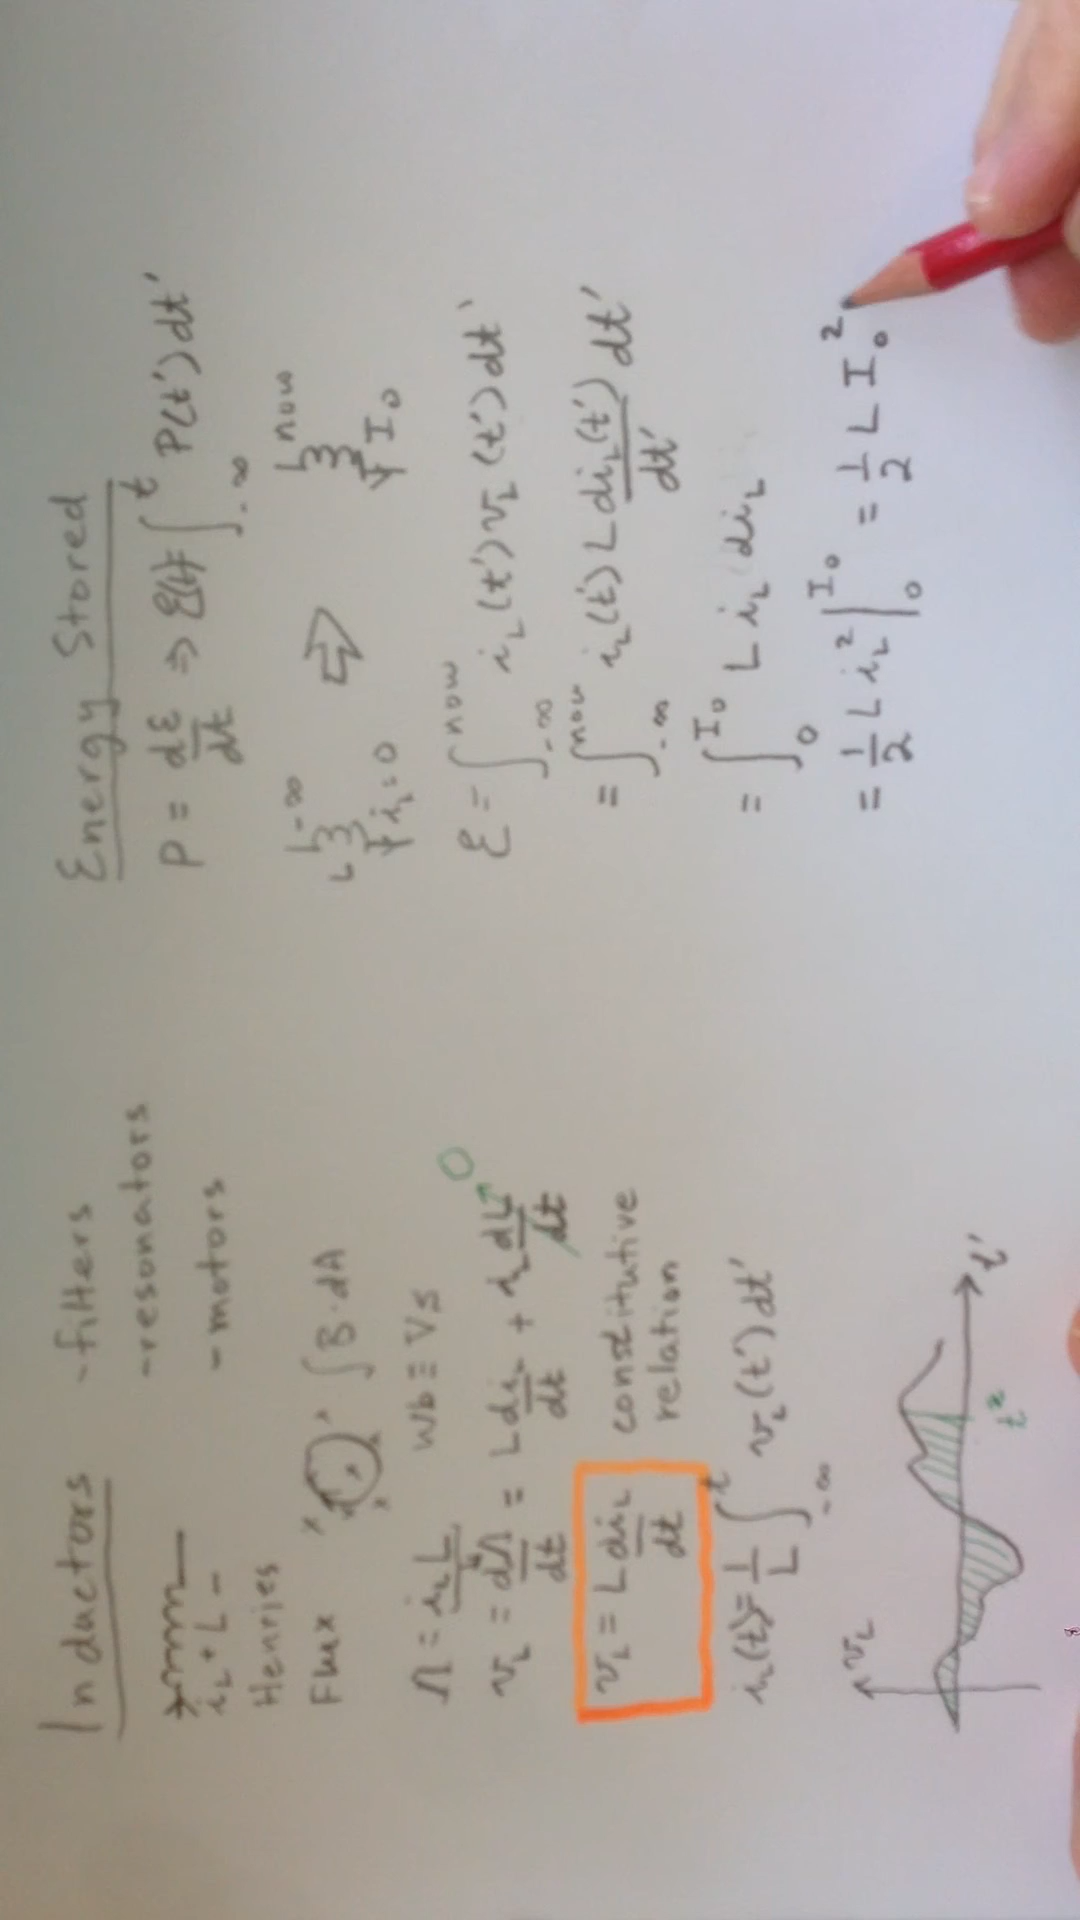 Inductors
-filters
-resonators
-motors
i_L + L -
Henries
Flux x x x x ∫B·dA
Λ = i_L L Wb ≡ Vs
v_L = dΛ/dt = L di_L/dt + i_L dL/dt 0
v_L = L di_L/dt
constitutive
relation
i_L(t) = 1/L ∫_{-∞}^{t} v_L(t')dt'
v_L
t'
Energy Stored
P = dε/dt ⇒ ε(t)= ∫_{-∞}^{t} P(t')dt'
-∞ ⇒ now
L i_L=0 I_0
ε = ∫_{-∞}^{now} i_L(t')v_L(t')dt'
= ∫_{-∞}^{now} i_L(t') L di_L(t')/dt' dt'
= ∫_0^{I_0} L i_L di_L
= 1/2 L i_L^2 |_0^{I_0} = 1/2 L I_0^2